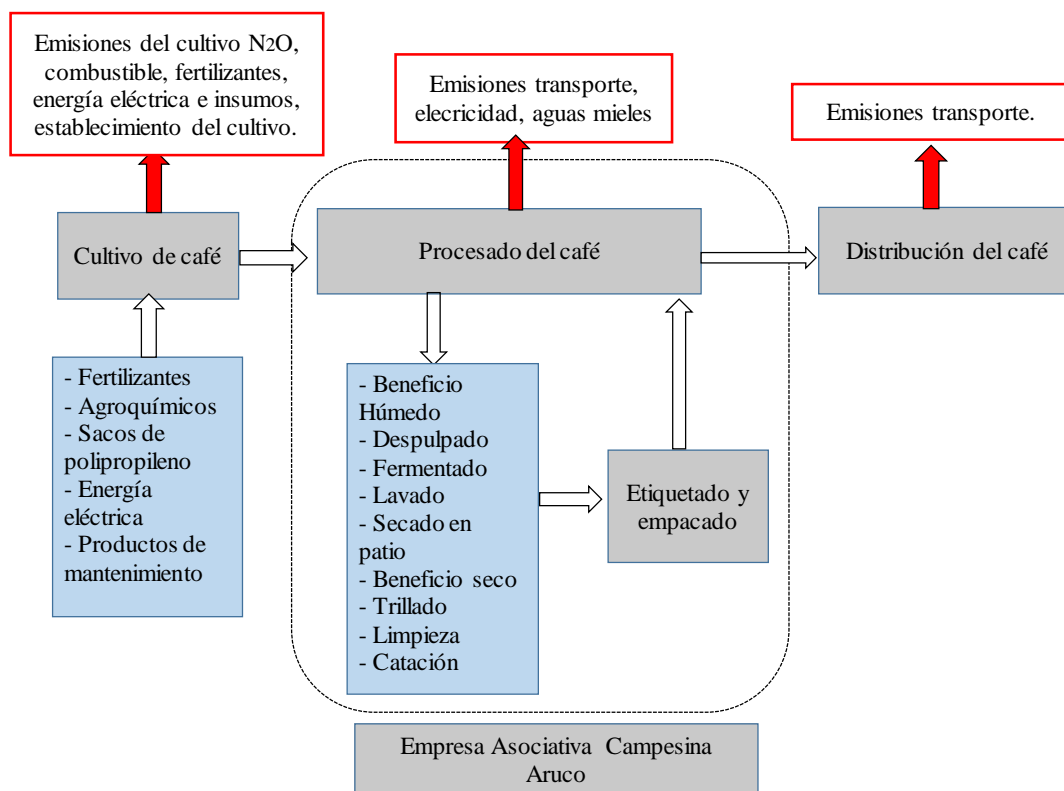 Emisiones del cultivo N2O,
combustible, fertilizantes,
energía eléctrica e insumos,
establecimiento del cultivo.
Emisiones transporte,
elecricidad, aguas mieles
Emisiones transporte.
Cultivo de café
Procesado del café
Distribución del café
- Fertilizantes
- Agroquímicos
- Sacos de
polipropileno
- Energía
eléctrica
- Productos de
mantenimiento
- Beneficio
Húmedo
- Despulpado
- Fermentado
- Lavado
- Secado en
patio
- Beneficio seco
- Trillado
- Limpieza
- Catación
Etiquetado y
empacado
Empresa Asociativa Campesina
Aruco